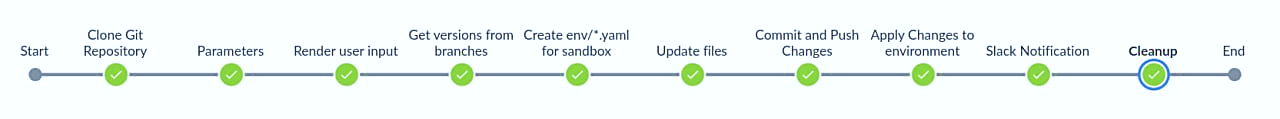 Start
Clone Git
Repository
Parameters
Render user input
Get versions from
branches
Create env/*.yaml
for sandbox
Update files
Commit and Push
Changes
Apply Changes to
environment
Slack Notification
Cleanup
End